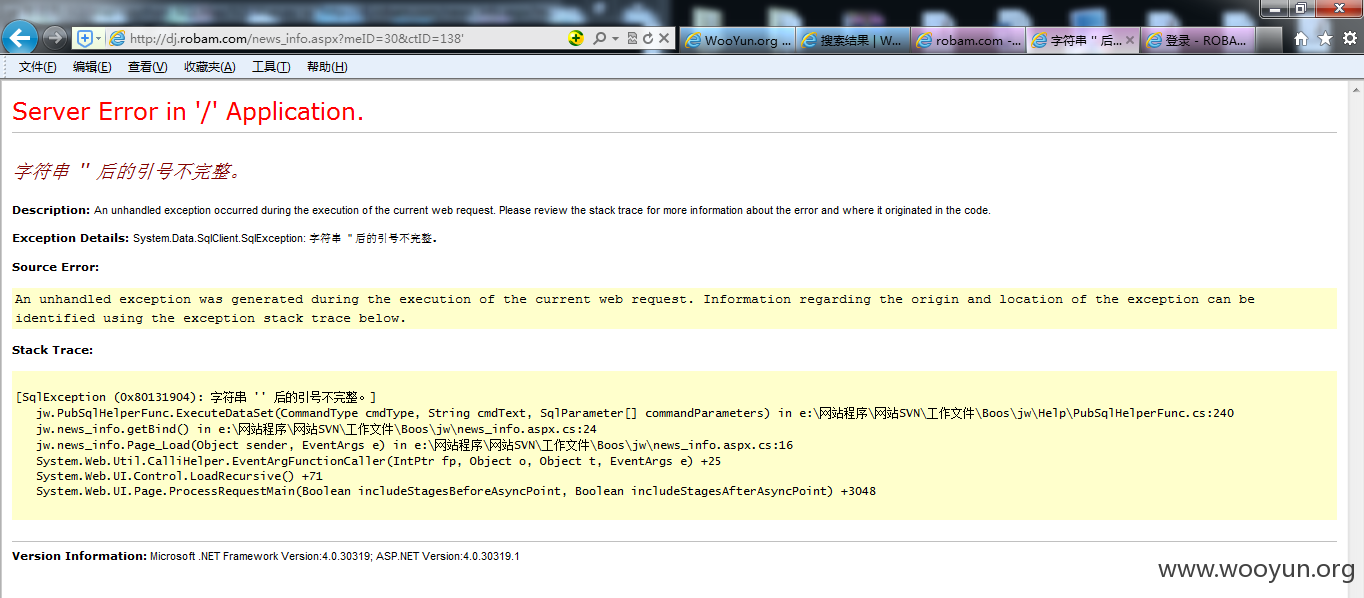 http://dj.robam.com/news_info.aspx?meID=30&ctID=138'
WooYun.org ...
搜索结果 | W...
robam.com -...
字符串 '' 后...
登录 - ROBA...
文件(F) 编辑(E) 查看(V) 收藏夹(A) 工具(T) 帮助(H)
Server Error in '/' Application.
字符串 '' 后的引号不完整。
Description: An unhandled exception occurred during the execution of the current web request. Please review the stack trace for more information about the error and where it originated in the code.
Exception Details: System.Data.SqlClient.SqlException: 字符串 '' 后的引号不完整。
Source Error:
An unhandled exception was generated during the execution of the current web request. Information regarding the origin and location of the exception can be
identified using the exception stack trace below.
Stack Trace:
[SqlException (0x80131904): 字符串 '' 后的引号不完整。]
jw.PubSqlHelperFunc.ExecuteDataSet(CommandType cmdType, String cmdText, SqlParameter[] commandParameters) in e:\网站程序\网站SVN\工作文件\Boos\jw\Help\PubSqlHelperFunc.cs:240
jw.news_info.getBind() in e:\网站程序\网站SVN\工作文件\Boos\jw\news_info.aspx.cs:24
jw.news_info.Page_Load(Object sender, EventArgs e) in e:\网站程序\网站SVN\工作文件\Boos\jw\news_info.aspx.cs:16
System.Web.Util.CalliHelper.EventArgFunctionCaller(IntPtr fp, Object o, Object t, EventArgs e) +25
System.Web.UI.Control.LoadRecursive() +71
System.Web.UI.Page.ProcessRequestMain(Boolean includeStagesBeforeAsyncPoint, Boolean includeStagesAfterAsyncPoint) +3048
Version Information: Microsoft .NET Framework Version:4.0.30319; ASP.NET Version:4.0.30319.1
www.wooyun.org